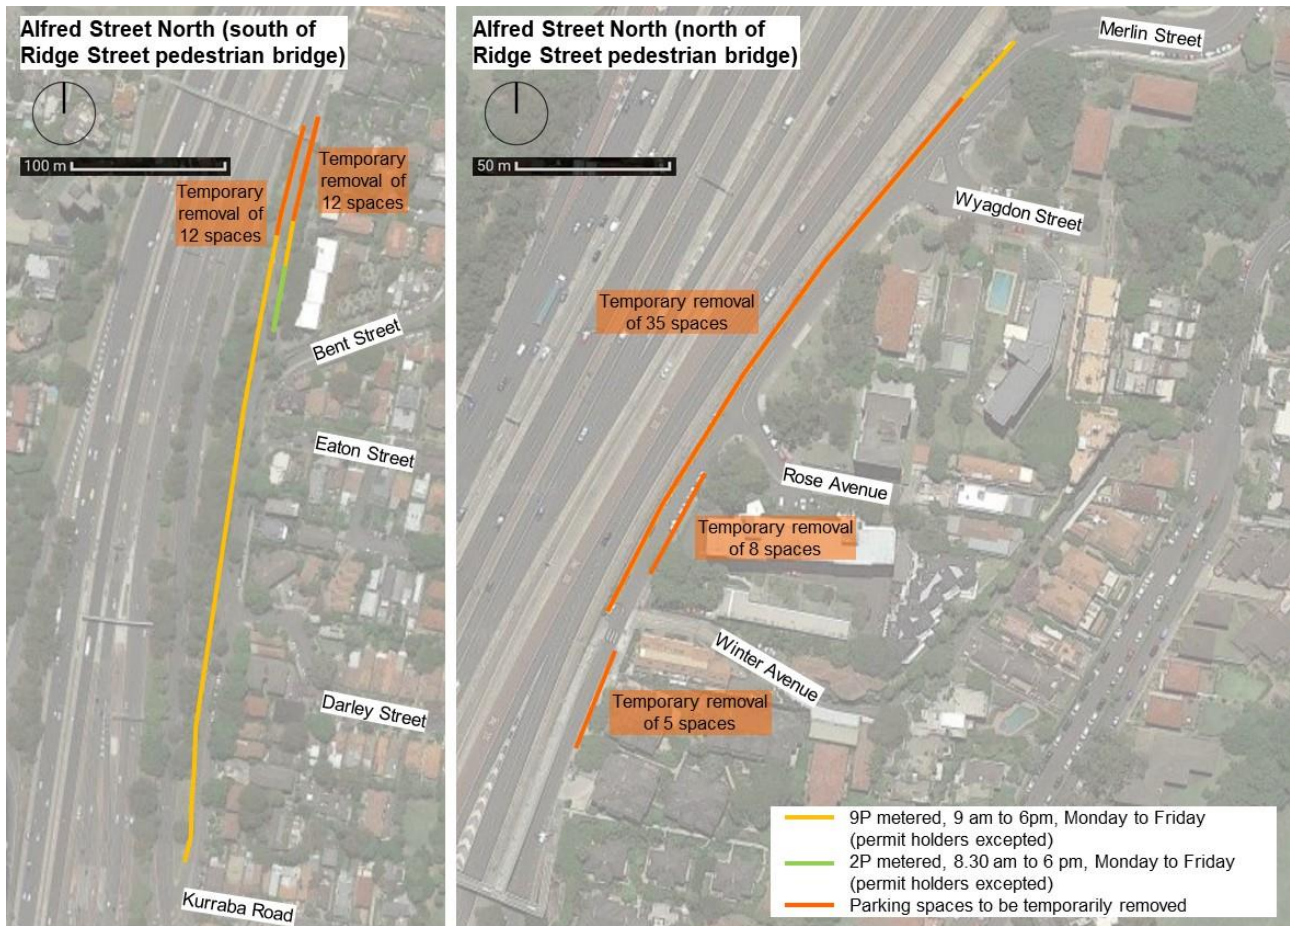 Alfred Street North (south of
Ridge Street pedestrian bridge)
100 m
Temporary
removal of
12 spaces
Temporary
removal of
12 spaces
Bent Street
Eaton Street
Darley Street
Kurraba Road
Alfred Street North (north of
Ridge Street pedestrian bridge)
50 m
Merlin Street
Wyagdon Street
Temporary removal
of 35 spaces
Rose Avenue
Temporary removal
of 8 spaces
Winter Avenue
Temporary removal
of 5 spaces
9P metered, 9 am to 6pm, Monday to Friday
(permit holders excepted)
2P metered, 8.30 am to 6 pm, Monday to Friday
(permit holders excepted)
Parking spaces to be temporarily removed